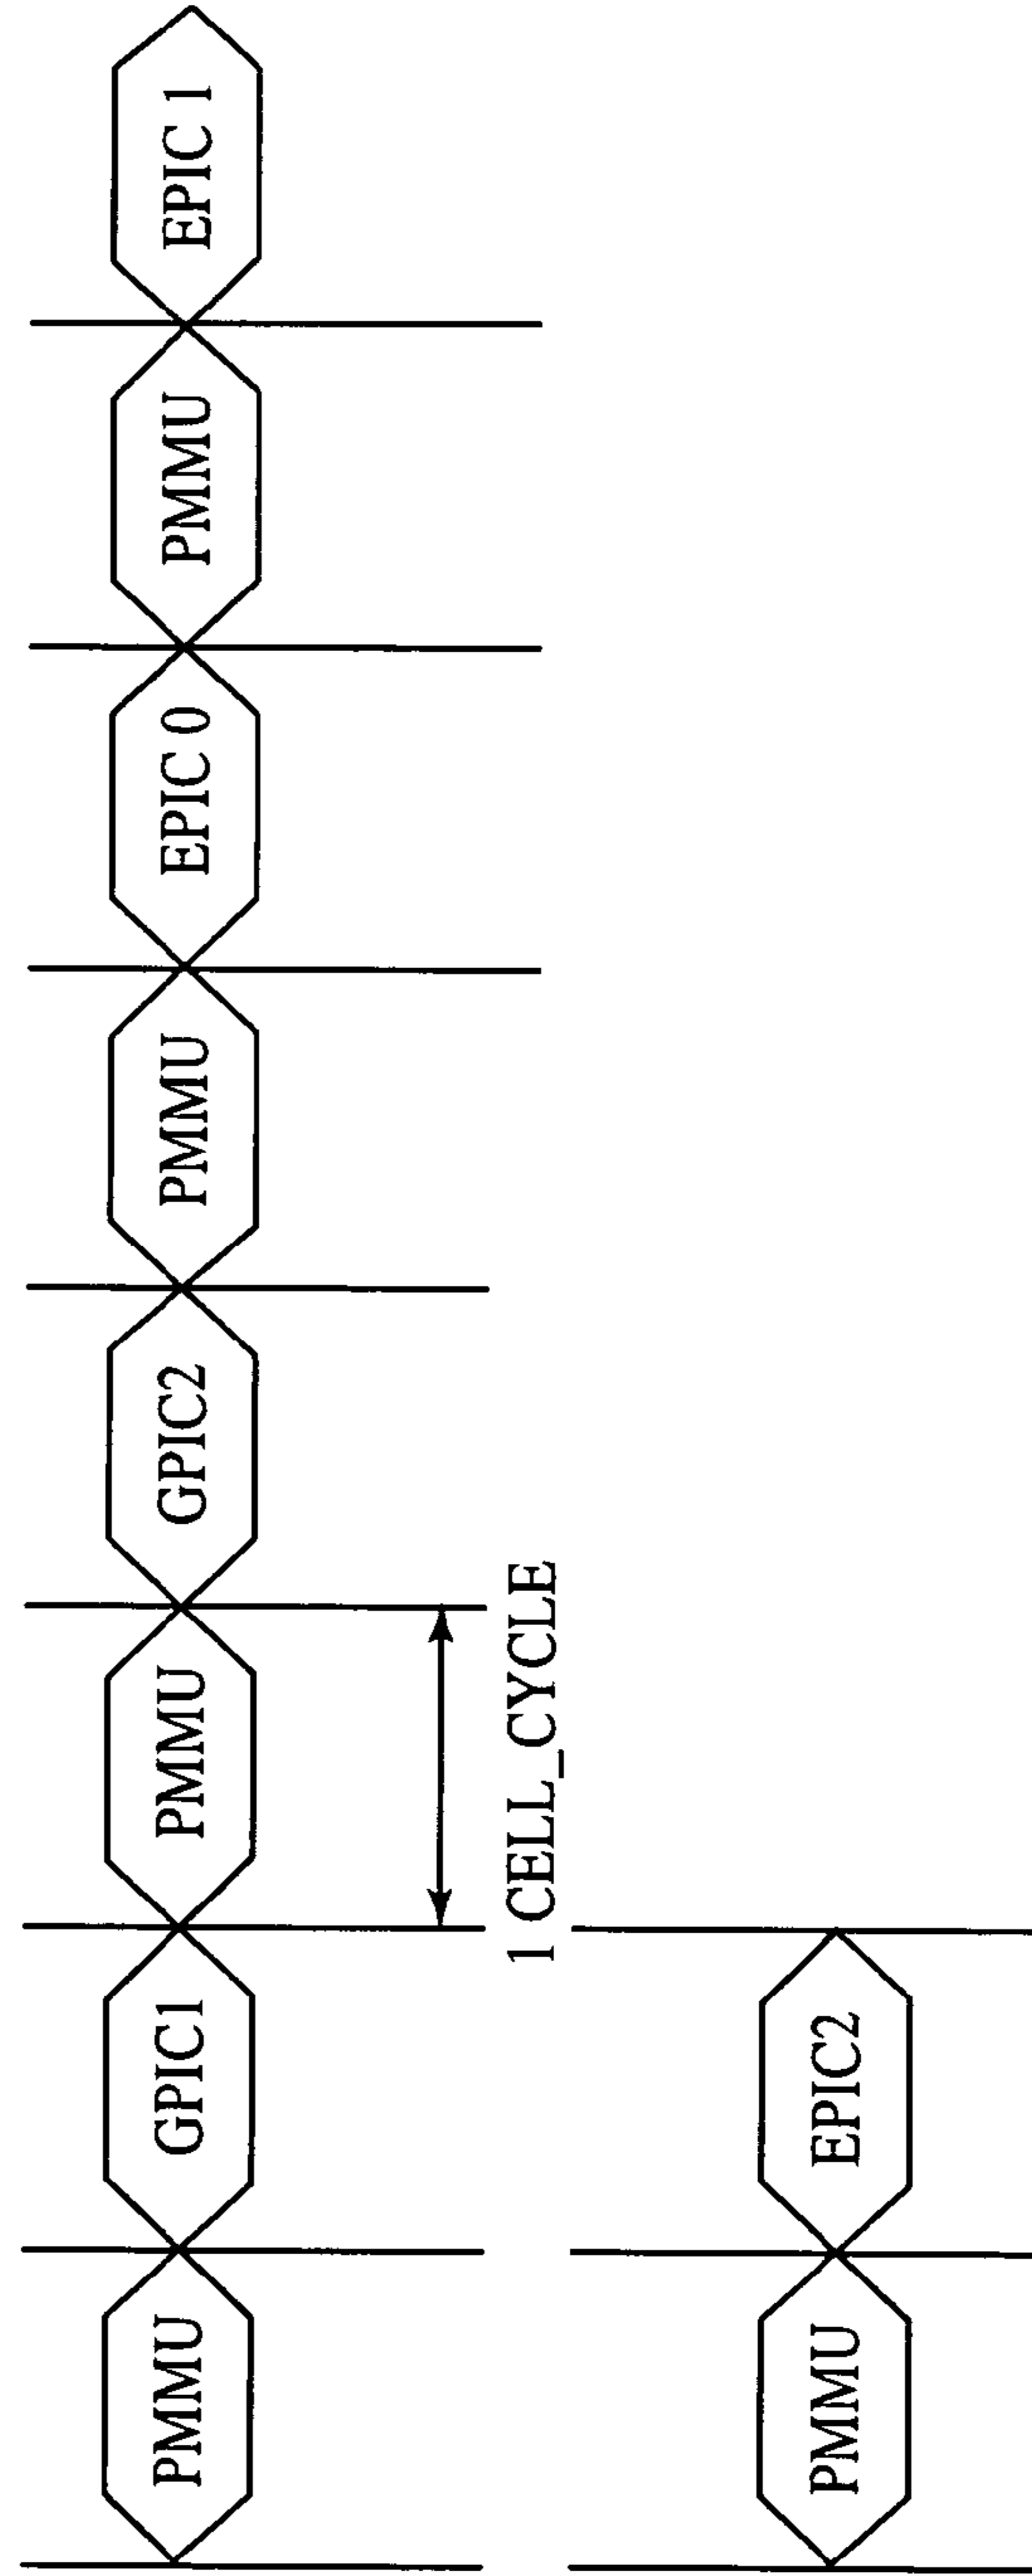 PMMU
GPIC1
PMMU
GPIC2
PMMU
EPIC 0
PMMU
EPIC 1
1 CELL_CYCLE
PMMU
EPIC2